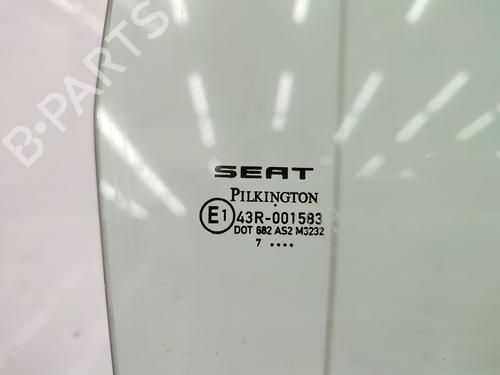 B-PARTS
SEAT
PILKINGTON
E1 43R-001583
DOT 682 AS2 M3232
7 ....